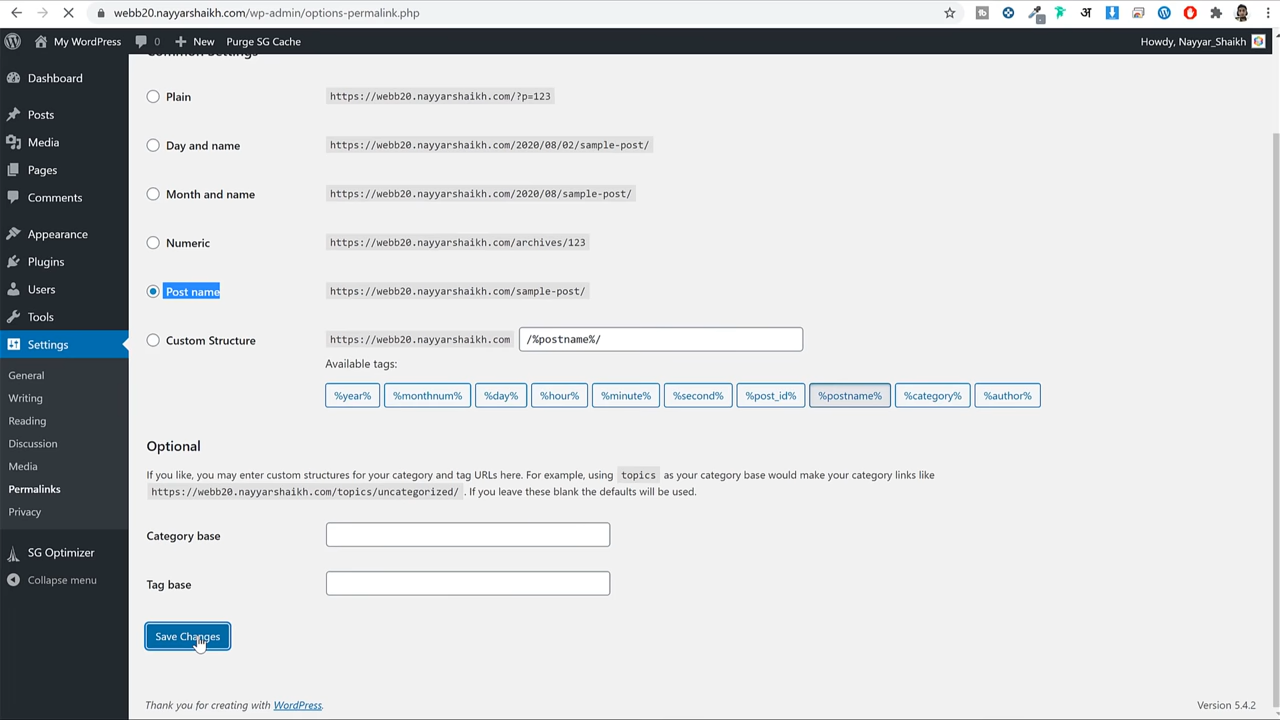 webb20.nayyarshaikh.com/wp-admin/options-permalink.php
My WordPress 0 New Purge SG Cache Howdy, Nayyar_Shaikh
Common Settings
Dashboard
Posts
Media
Pages
Comments
Appearance
Plugins
Users
Tools
Settings
General
Writing
Reading
Discussion
Media
Permalinks
Privacy
SG Optimizer
Collapse menu
Plain https://webb20.nayyarshaikh.com/?p=123
Day and name https://webb20.nayyarshaikh.com/2020/08/02/sample-post/
Month and name https://webb20.nayyarshaikh.com/2020/08/sample-post/
Numeric https://webb20.nayyarshaikh.com/archives/123
Post name https://webb20.nayyarshaikh.com/sample-post/
Custom Structure https://webb20.nayyarshaikh.com /%postname%/
Available tags:
%year% %monthnum% %day% %hour% %minute% %second% %post_id% %postname% %category% %author%
Optional
If you like, you may enter custom structures for your category and tag URLs here. For example, using topics as your category base would make your category links like
https://webb20.nayyarshaikh.com/topics/uncategorized/ . If you leave these blank the defaults will be used.
Category base
Tag base
Save Changes
Thank you for creating with WordPress. Version 5.4.2